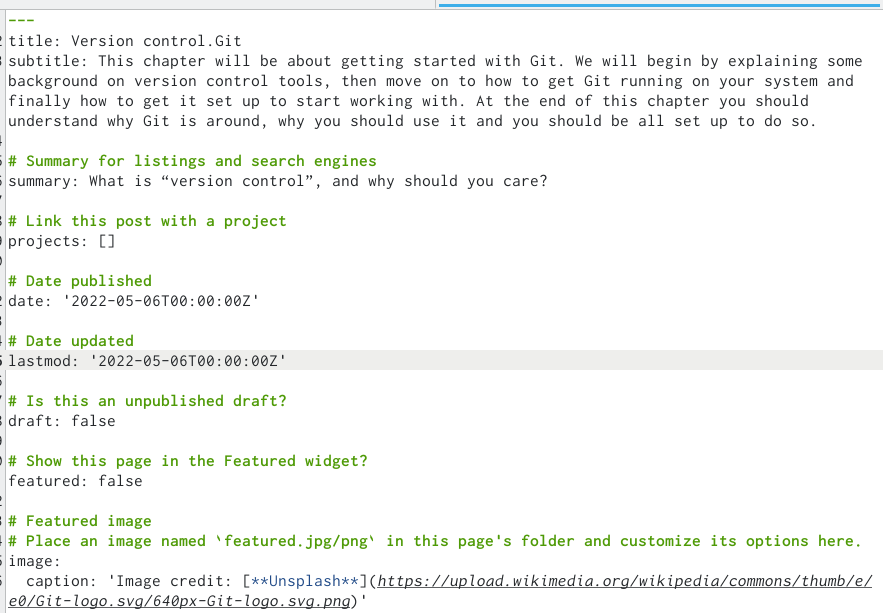 ---
title: Version control.Git
subtitle: This chapter will be about getting started with Git. We will begin by explaining some
background on version control tools, then move on to how to get Git running on your system and
finally how to get it set up to start working with. At the end of this chapter you should
understand why Git is around, why you should use it and you should be all set up to do so.
# Summary for listings and search engines
summary: What is “version control”, and why should you care?
# Link this post with a project
projects: []
# Date published
date: '2022-05-06T00:00:00Z'
# Date updated
lastmod: '2022-05-06T00:00:00Z'
# Is this an unpublished draft?
draft: false
# Show this page in the Featured widget?
featured: false
# Featured image
# Place an image named `featured.jpg/png` in this page's folder and customize its options here.
image:
  caption: 'Image credit: [**Unsplash**](https://upload.wikimedia.org/wikipedia/commons/thumb/e/
e0/Git-logo.svg/640px-Git-logo.svg.png)'